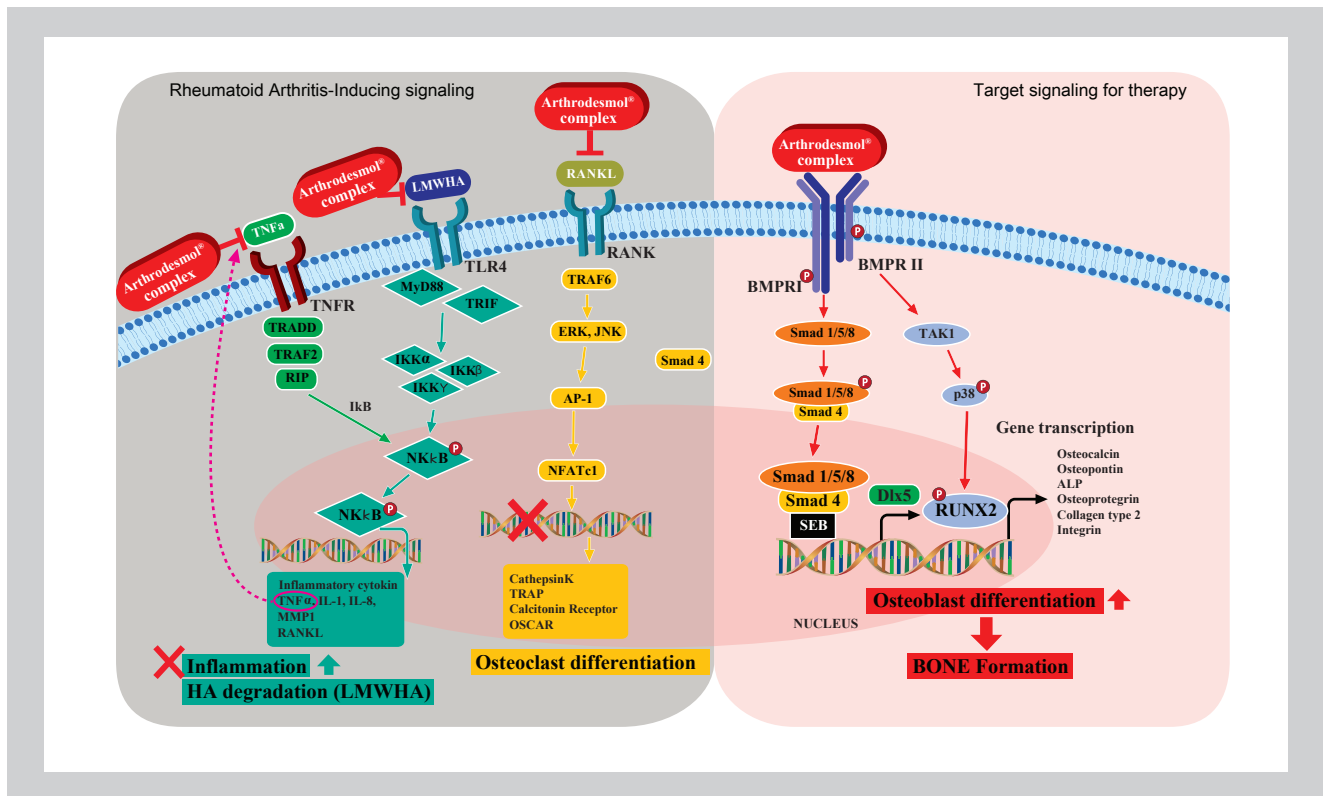 Rheumatoid Arthritis-Inducing signaling
Target signaling for therapy
Arthrodesmol®
complex
TNFa
TNFR
TRADD
TRAF2
RIP
IkB
Arthrodesmol®
complex
LMWHA
TLR4
MyD88
TRIF
IKKα
IKKβ
IKKγ
NKkB
P
NKkB
P
Inflammatory cytokin
TNFα, IL-1, IL-8,
MMP1
RANKL
Inflammation
HA degradation (LMWHA)
Arthrodesmol®
complex
RANKL
RANK
TRAF6
ERK, JNK
Smad 4
AP-1
NFATc1
CathepsinK
TRAP
Calcitonin Receptor
OSCAR
Osteoclast differentiation
Arthrodesmol®
complex
P
P
BMPRI
BMPR II
Smad 1/5/8
TAK1
Smad 1/5/8
P
Smad 4
p38
P
Smad 1/5/8
Smad 4
SEB
Dlx5
P
RUNX2
Gene transcription
Osteocalcin
Osteopontin
ALP
Osteoprotegrin
Collagen type 2
Integrin
NUCLEUS
Osteoblast differentiation
BONE Formation